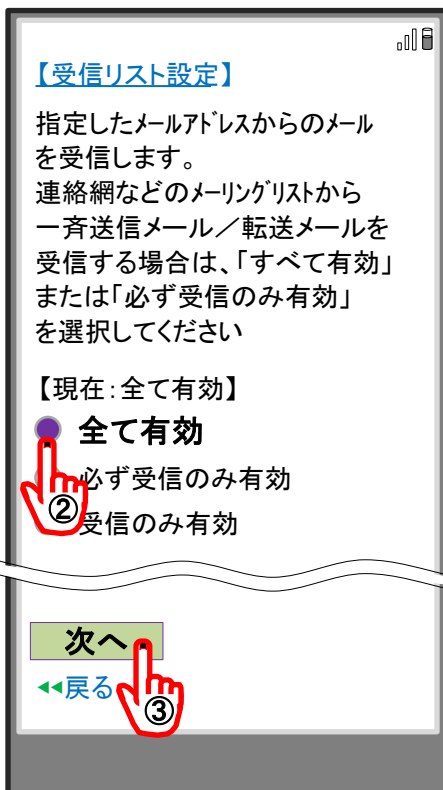 【受信リスト設定】
指定したメールアドレスからのメール
を受信します。
連絡網などのメーリングリストから
一斉送信メール／転送メールを
受信する場合は、「すべて有効」
または「必ず受信のみ有効」
を選択してください
【現在：全て有効】
全て有効
必ず受信のみ有効
②
受信のみ有効
次へ
◀◀戻る
③